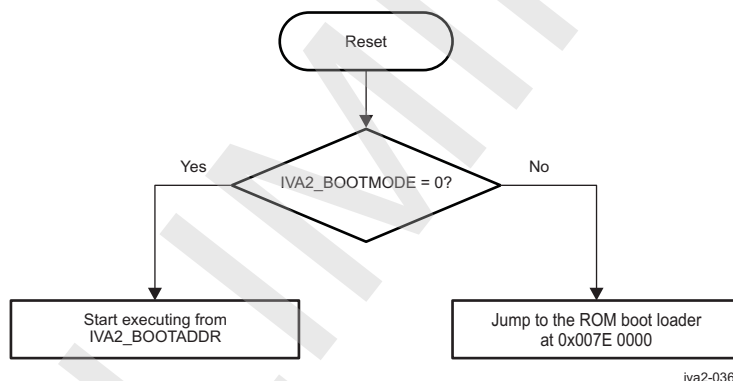 Reset
IVA2_BOOTMODE = 0?
Yes
No
Start executing from
IVA2_BOOTADDR
Jump to the ROM boot loader
at 0x007E 0000
iva2-036